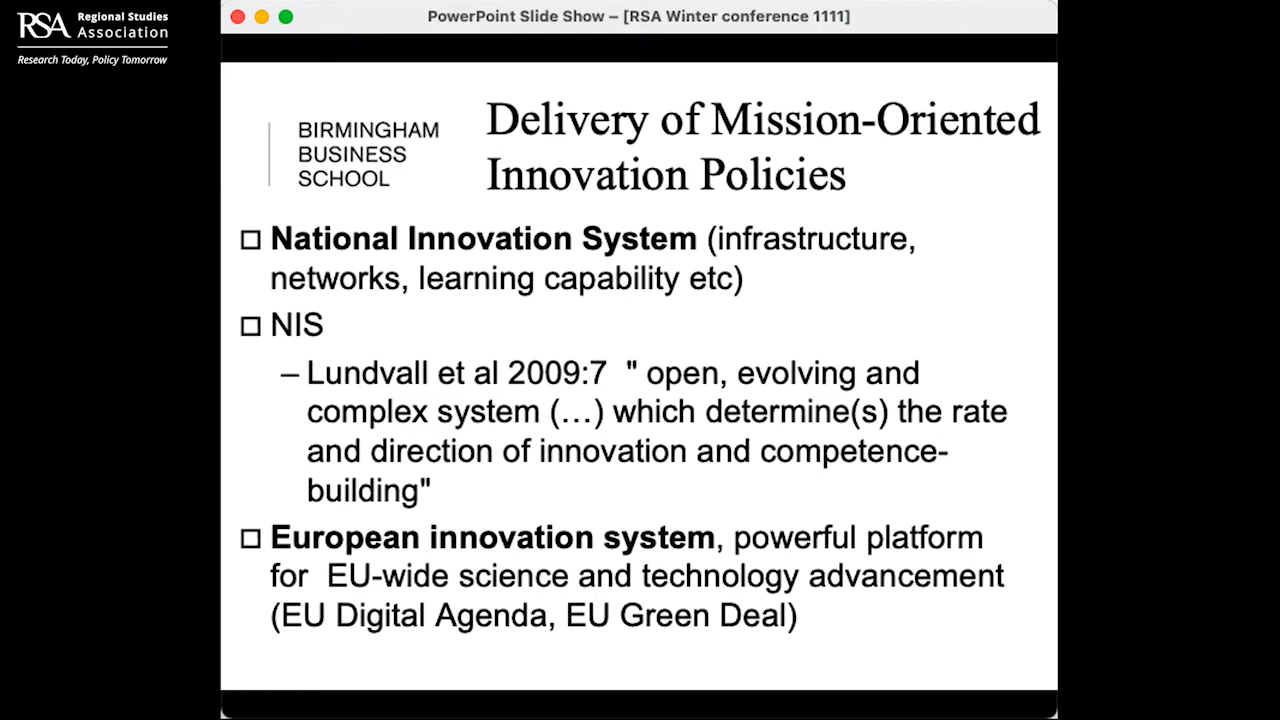 RSA Regional Studies Association
Research Today, Policy Tomorrow
PowerPoint Slide Show – [RSA Winter conference 1111]
BIRMINGHAM
BUSINESS
SCHOOL
Delivery of Mission-Oriented
Innovation Policies
National Innovation System (infrastructure,
networks, learning capability etc)
NIS
– Lundvall et al 2009:7 " open, evolving and
complex system (…) which determine(s) the rate
and direction of innovation and competence-
building"
European innovation system, powerful platform
for EU-wide science and technology advancement
(EU Digital Agenda, EU Green Deal)